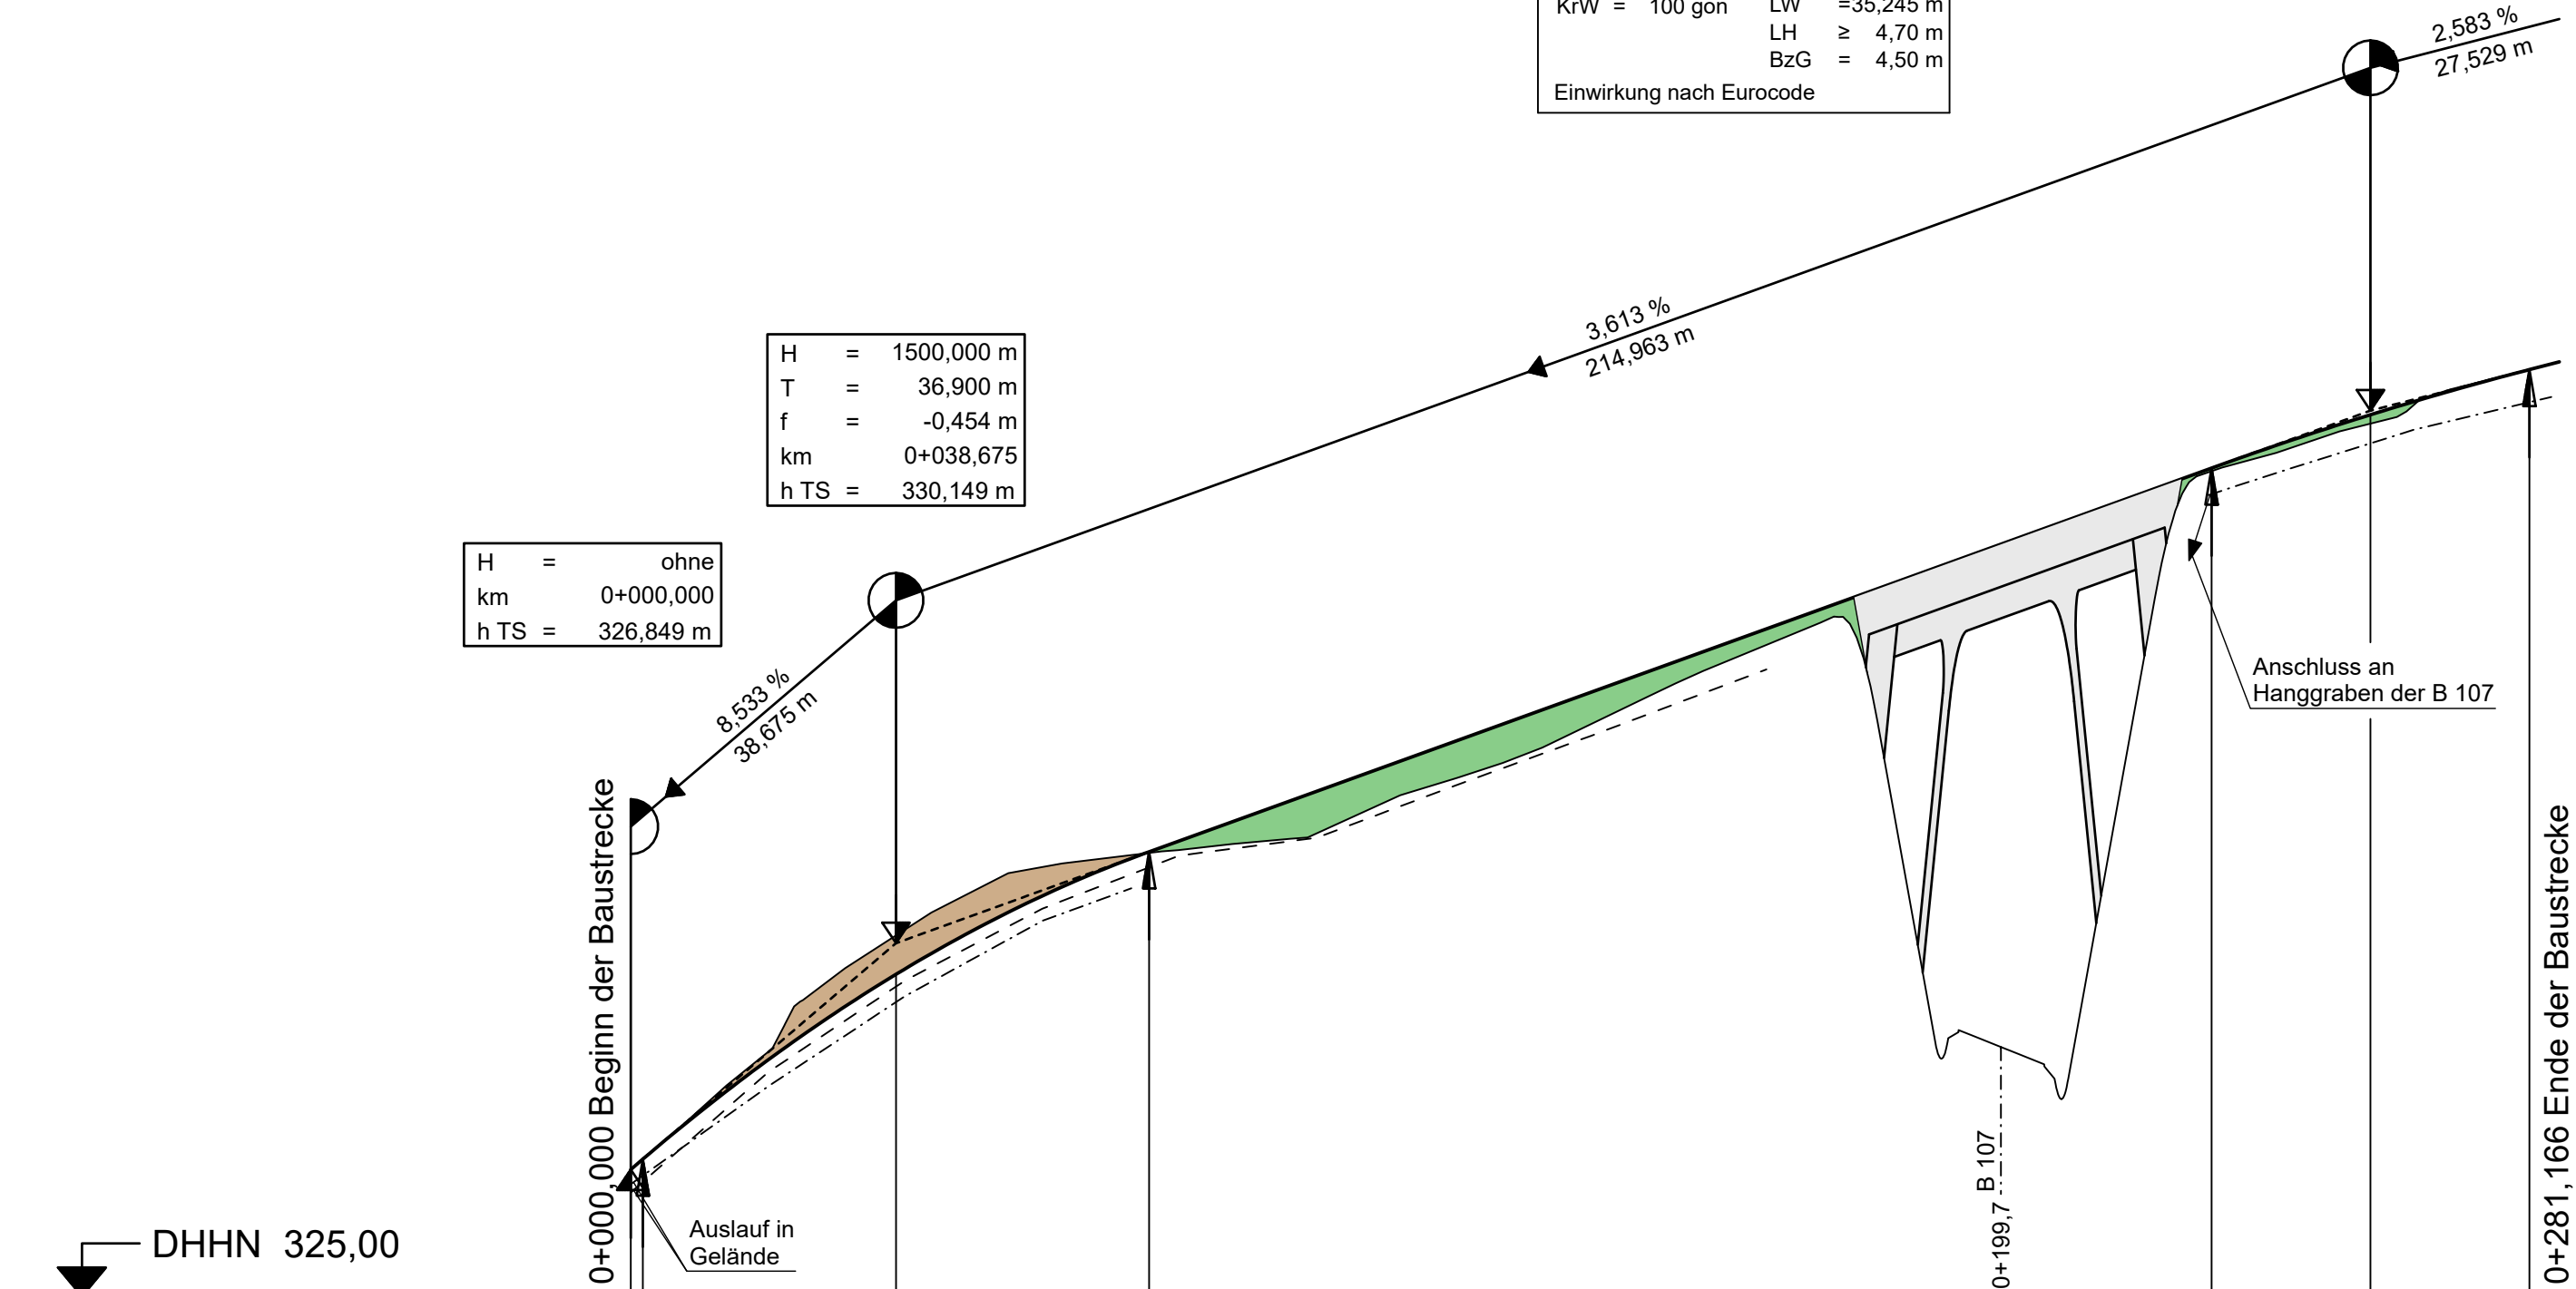 KrW = 100 gon LW =35,245 m
LH ≥ 4,70 m
BzG = 4,50 m
Einwirkung nach Eurocode
2,583 %
27,529 m
3,613 %
214,963 m
H = 1500,000 m
T = 36,900 m
f = -0,454 m
km 0+038,675
h TS = 330,149 m
H = ohne
km 0+000,000
h TS = 326,849 m
8,533 %
38,675 m
Anschluss an
Hanggraben der B 107
0+000,000 Beginn der Baustrecke
0+281,166 Ende der Baustrecke
0+199,7 B 107
Auslauf in
Gelände
DHHN 325,00